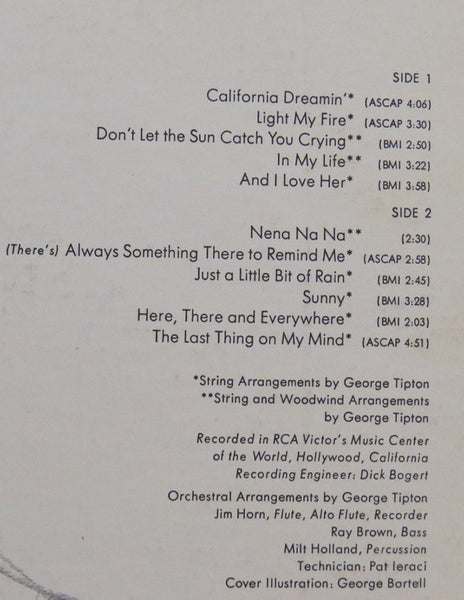 SIDE 1
California Dreamin'* (ASCAP 4:06)
Light My Fire* (ASCAP 3:30)
Don't Let the Sun Catch You Crying** (BMI 2:50)
In My Life** (BMI 3:22)
And I Love Her* (BMI 3:58)
SIDE 2
Nena Na Na** (2:30)
(There's) Always Something There to Remind Me* (ASCAP 2:58)
Just a Little Bit of Rain* (BMI 2:45)
Sunny* (BMI 3:28)
Here, There and Everywhere* (BMI 2:03)
The Last Thing on My Mind* (ASCAP 4:51)
*String Arrangements by George Tipton
**String and Woodwind Arrangements
by George Tipton
Recorded in RCA Victor's Music Center
of the World, Hollywood, California
Recording Engineer: Dick Bogert
Orchestral Arrangements by George Tipton
Jim Horn, Flute, Alto Flute, Recorder
Ray Brown, Bass
Milt Holland, Percussion
Technician: Pat Ieraci
Cover Illustration: George Bartell